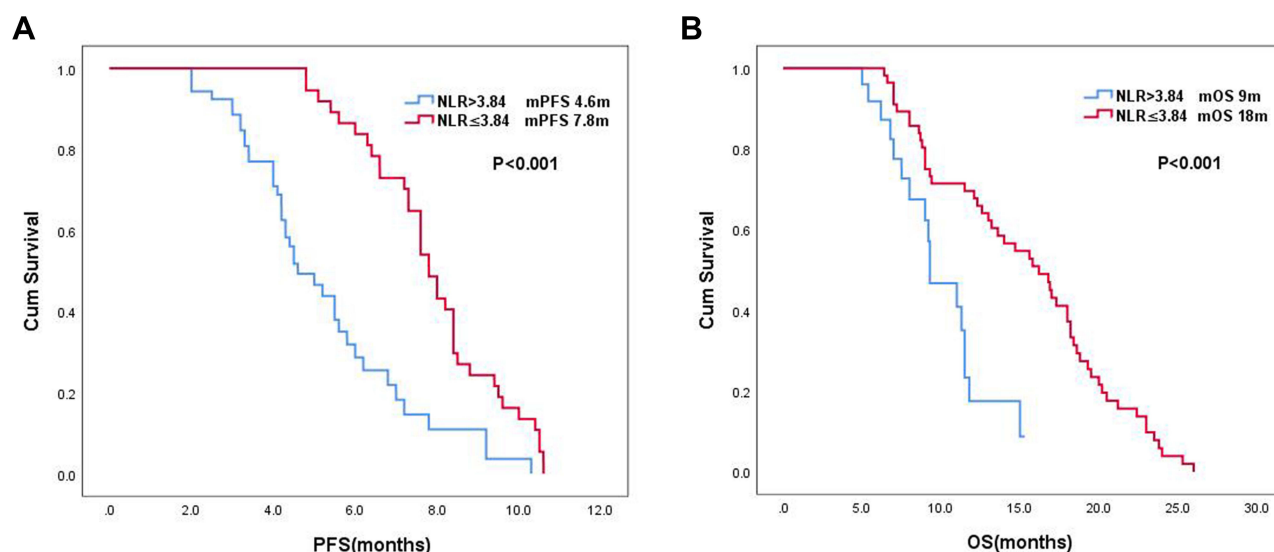 A
1.0
0.8
0.6
0.4
0.2
0.0
Cum Survival
NLR>3.84 mPFS 4.6m
NLR≤3.84 mPFS 7.8m
P<0.001
.0 2.0 4.0 6.0 8.0 10.0 12.0
PFS(months)
B
1.0
0.8
0.6
0.4
0.2
0.0
Cum Survival
NLR>3.84 mOS 9m
NLR≤3.84 mOS 18m
P<0.001
.0 5.0 10.0 15.0 20.0 25.0 30.0
OS(months)